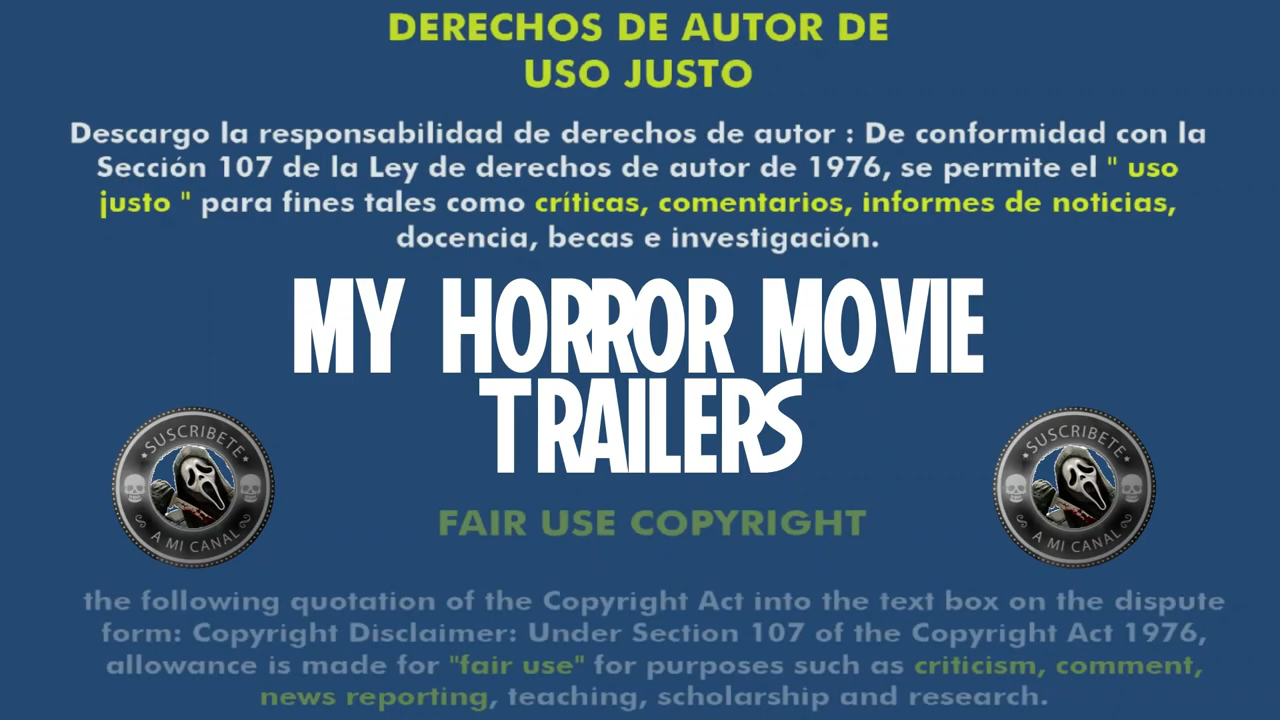 DERECHOS DE AUTOR DE
USO JUSTO
Descargo la responsabilidad de derechos de autor : De conformidad con la
Sección 107 de la Ley de derechos de autor de 1976, se permite el " uso
justo " para fines tales como críticas, comentarios, informes de noticias,
docencia, becas e investigación.
MY HORROR MOVIE
TRAILERS
SUSCRIBETE
A MI CANAL
SUSCRIBETE
A MI CANAL
FAIR USE COPYRIGHT
the following quotation of the Copyright Act into the text box on the dispute
form: Copyright Disclaimer: Under Section 107 of the Copyright Act 1976,
allowance is made for "fair use" for purposes such as criticism, comment,
news reporting, teaching, scholarship and research.